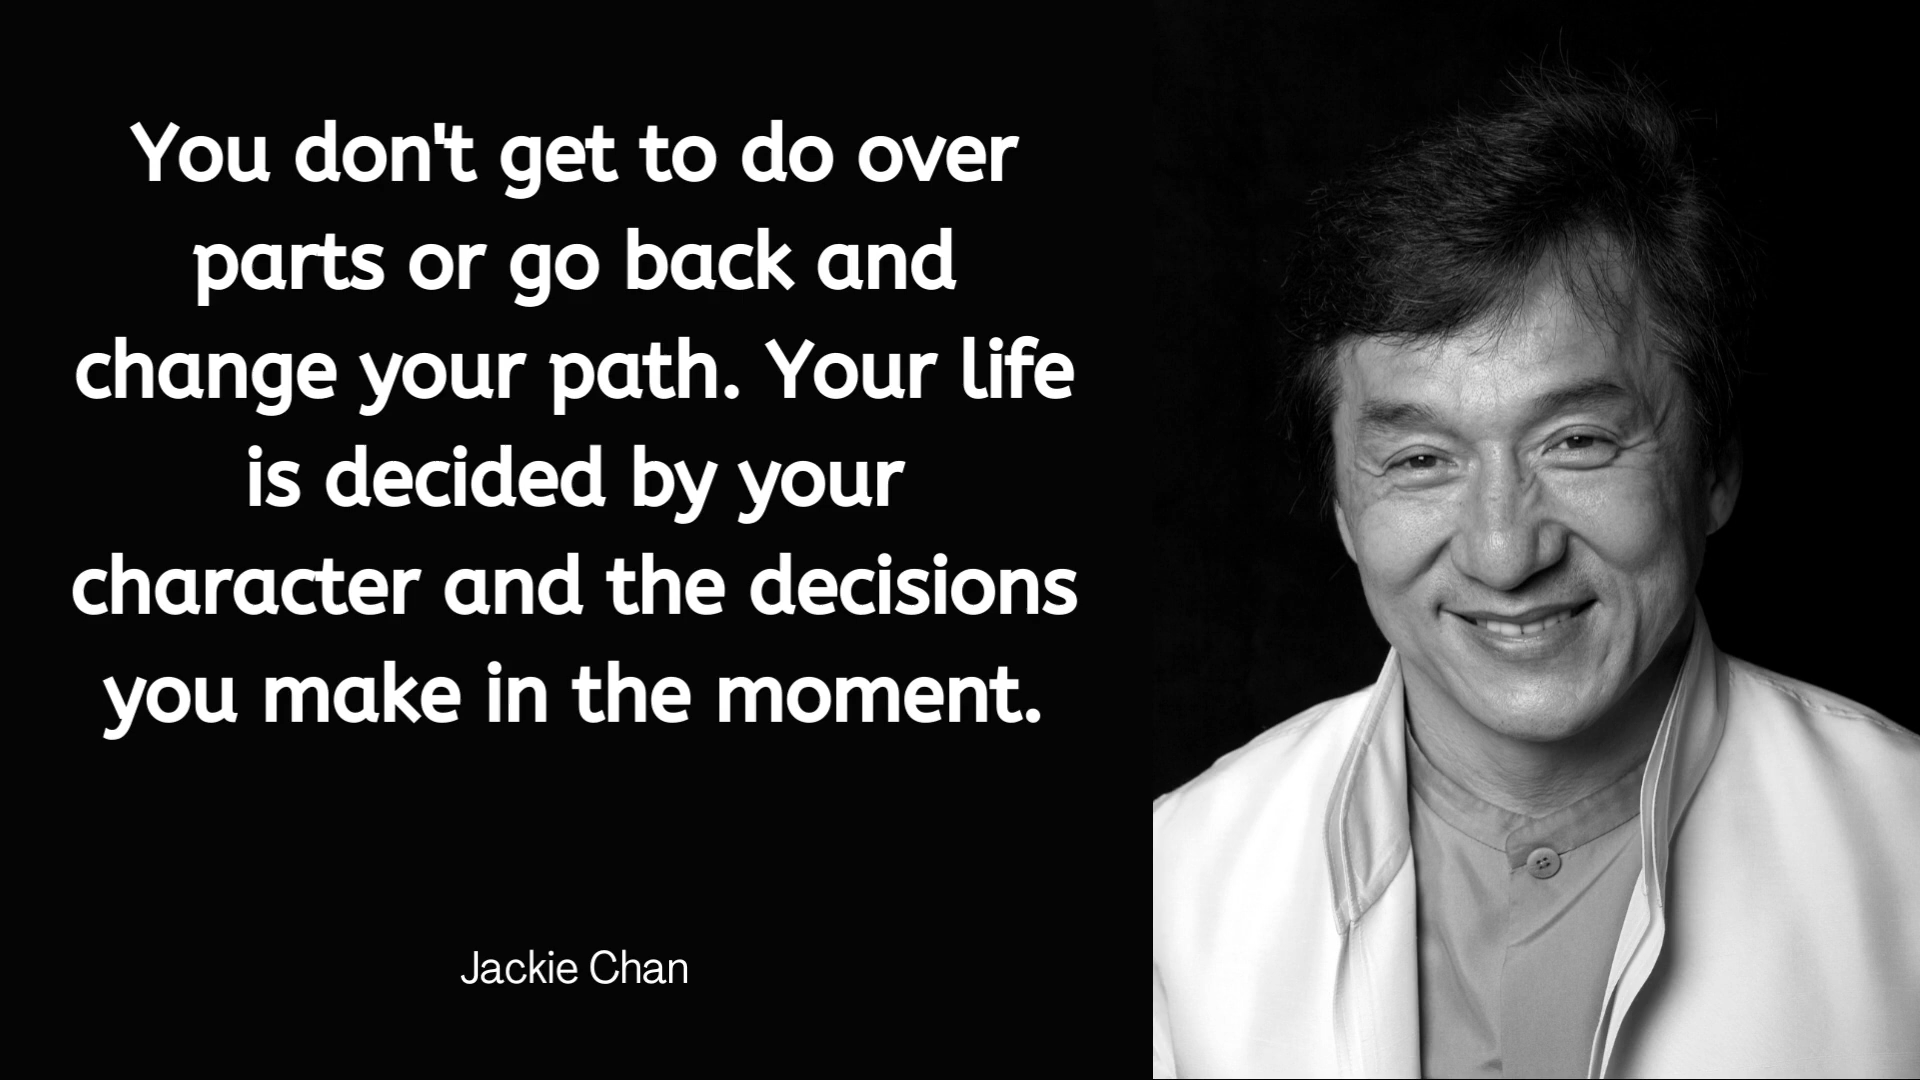 You don't get to do over
parts or go back and
change your path. Your life
is decided by your
character and the decisions
you make in the moment.
Jackie Chan